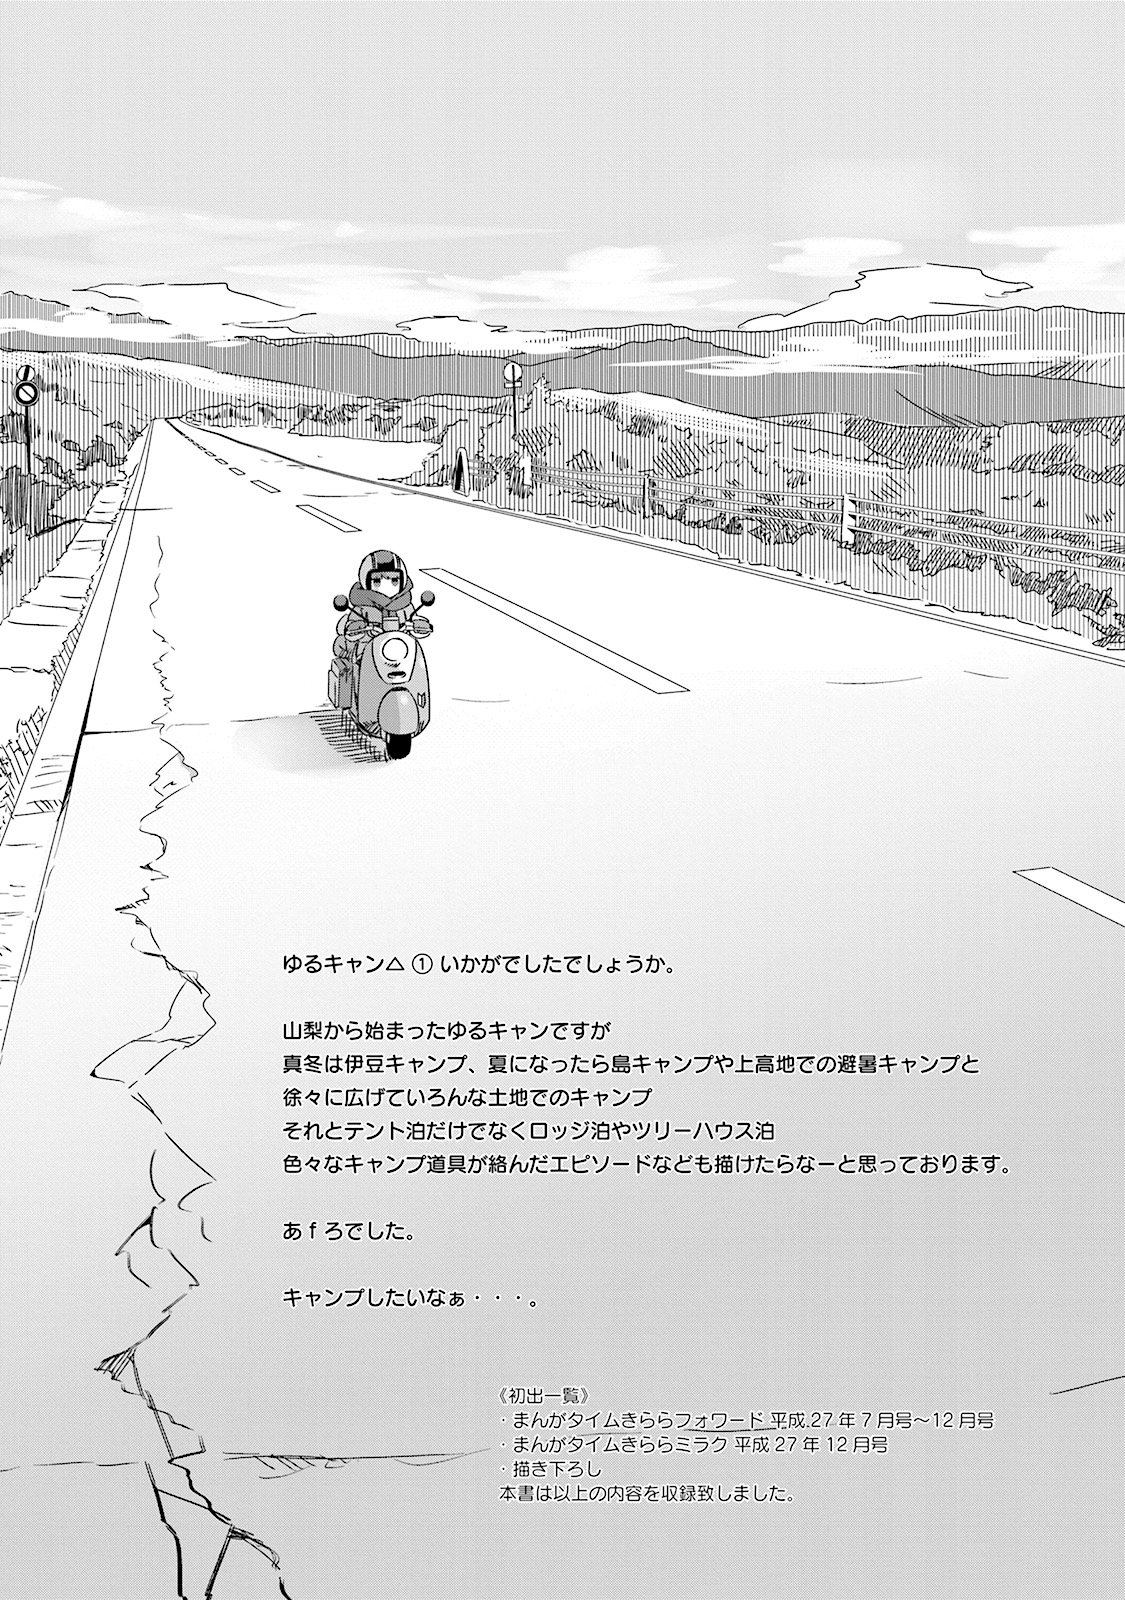 ゆるキャン△ ① いかがでしたでしょうか。
山梨から始まったゆるキャンですが
真冬は伊豆キャンプ、夏になったら島キャンプや上高地での避暑キャンプと
徐々に広げていろんな土地でのキャンプ
それとテント泊だけでなくロッジ泊やツリーハウス泊
色々なキャンプ道具が絡んだエピソードなども描けたらなーと思っております。
あｆろでした。
キャンプしたいなぁ・・・。
《初出一覧》
・まんがタイムきららフォワード 平成.27 年 7 月号～12 月号
・まんがタイムきららミラク 平成 27 年 12 月号
・描き下ろし
本書は以上の内容を収録致しました。